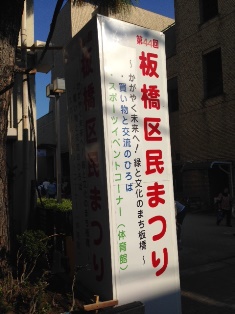 第44回
板橋区民まつり
～かがやく未来へ！緑と文化のまち板橋～
・買い物と交流のひろば
・スポーツイベントコーナー（体育館）
板橋区民まつり